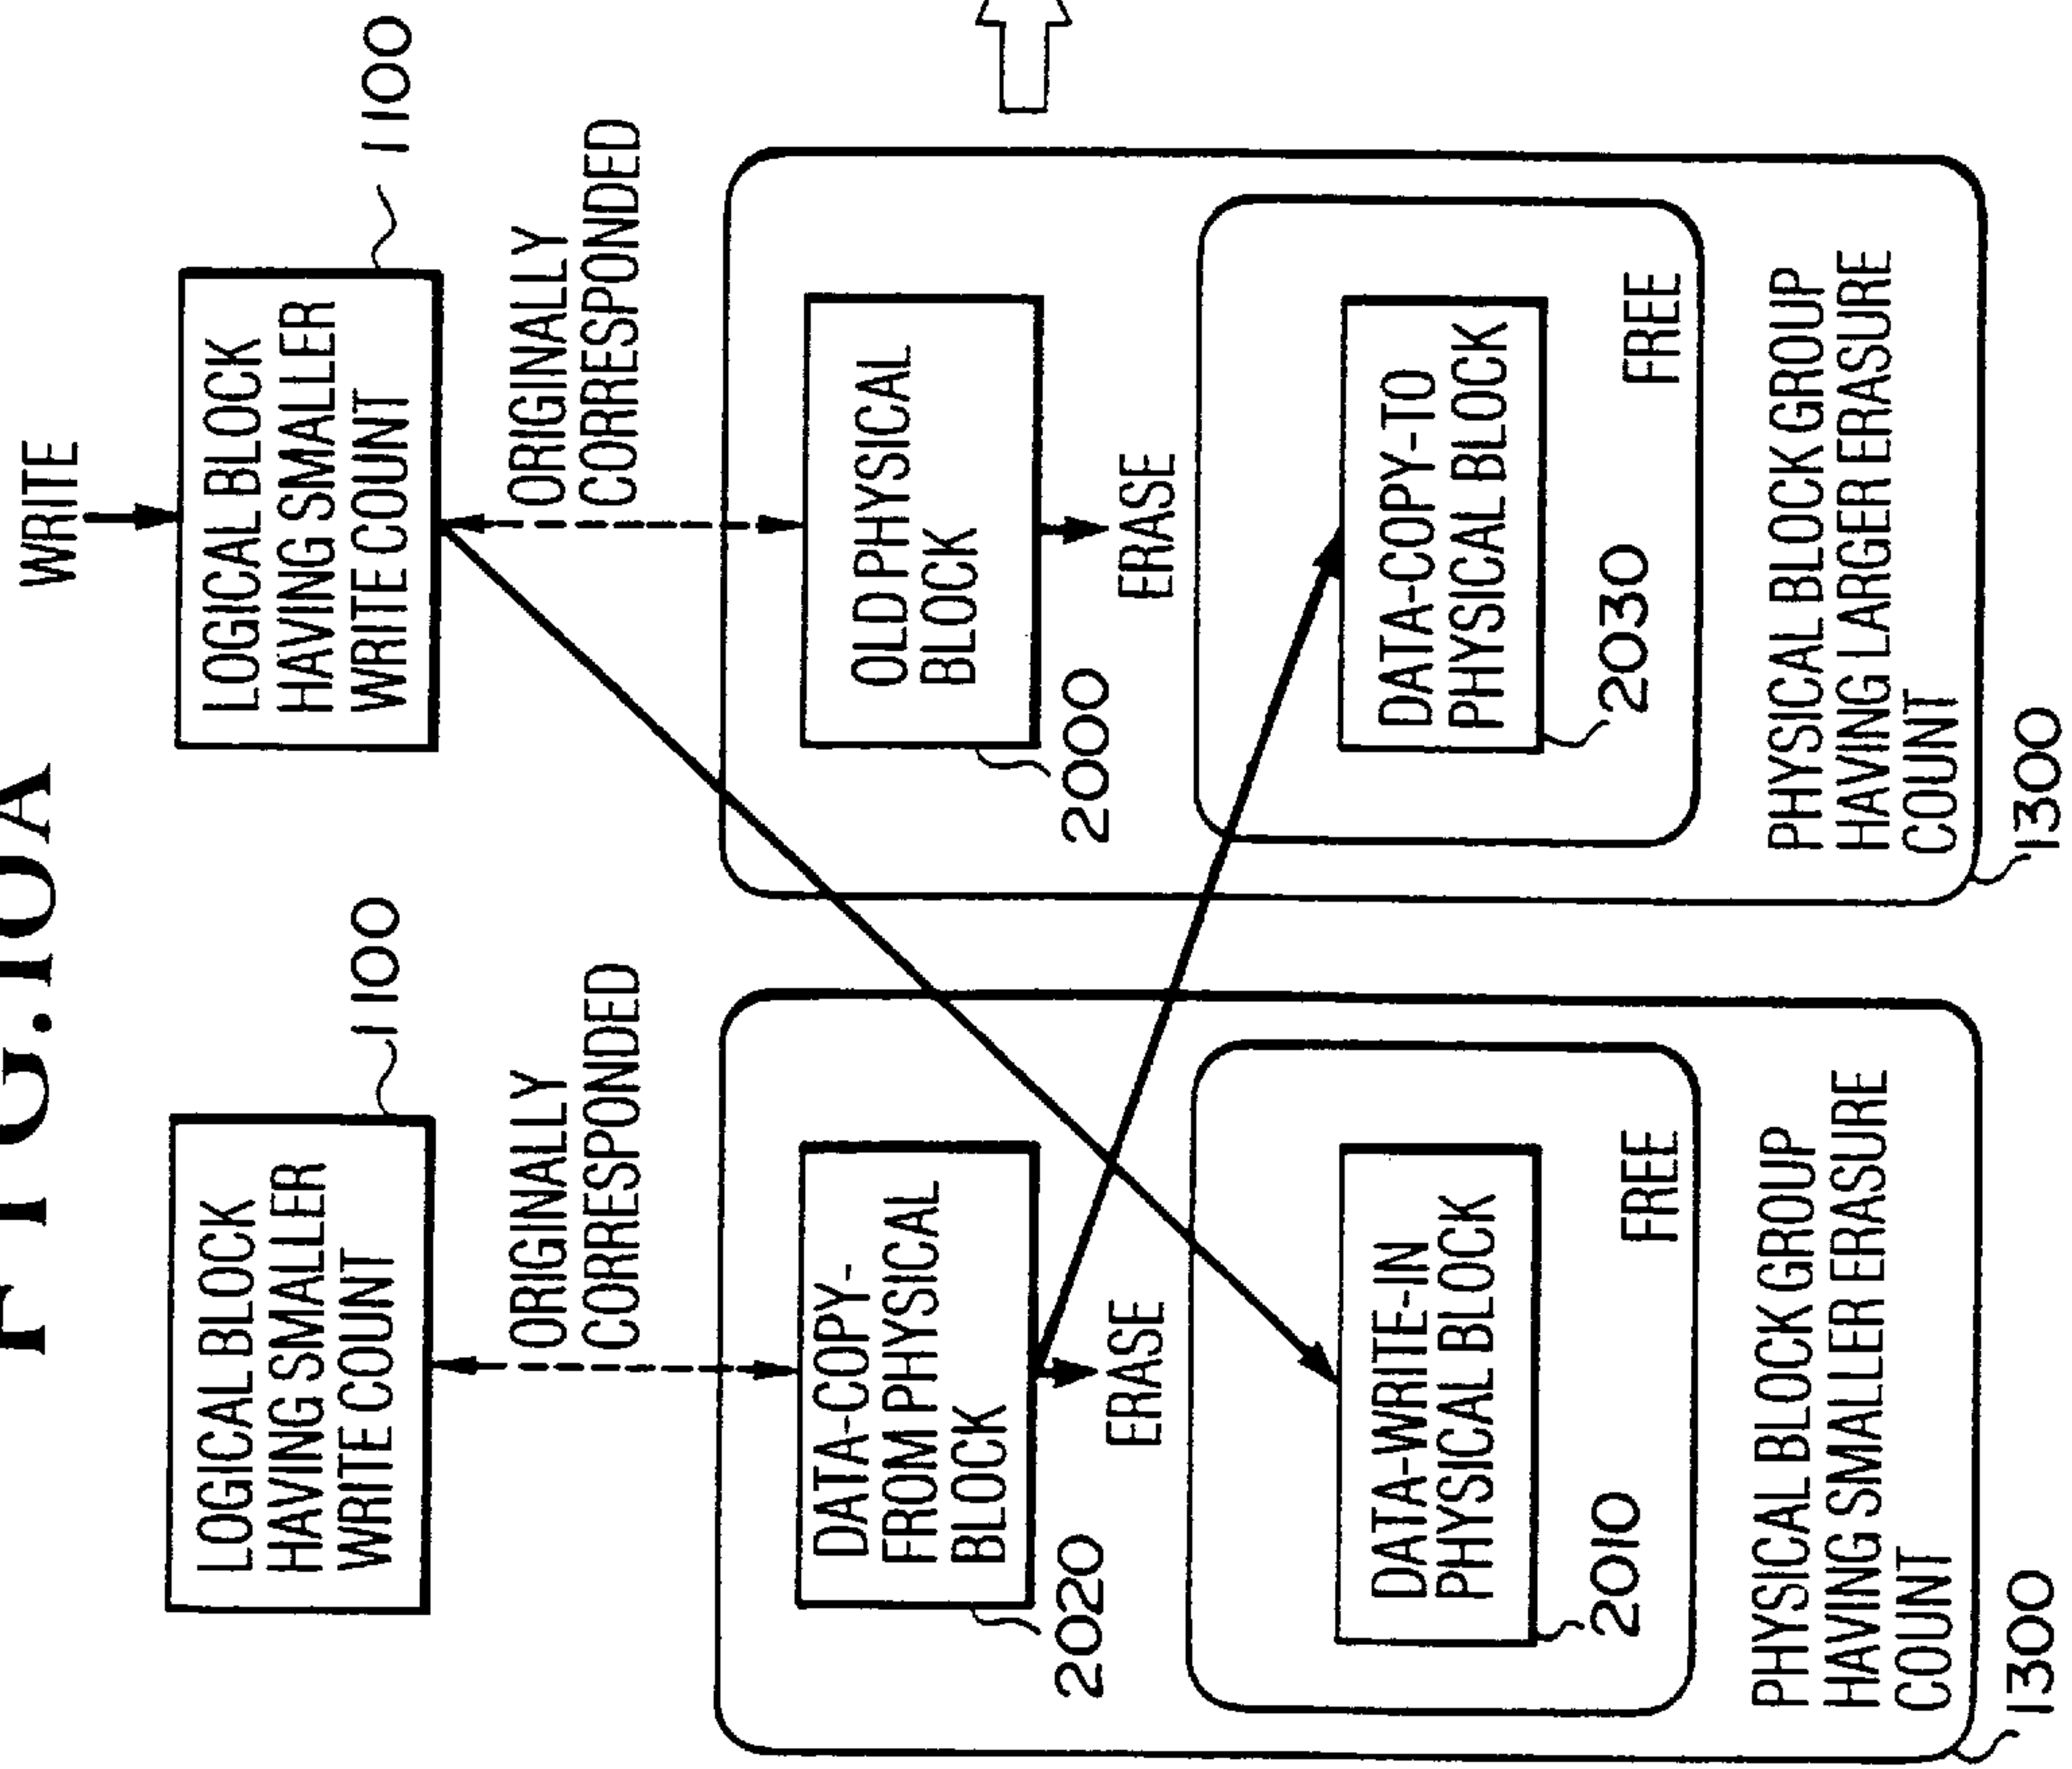 FIG.10A
WRITE
LOGICAL BLOCK
HAVING SMALLER
WRITE COUNT
1100
LOGICAL BLOCK
HAVING SMALLER
WRITE COUNT
1100
ORIGINALLY
CORRESPONDED
ORIGINALLY
CORRESPONDED
DATA-COPY-
FROM PHYSICAL
BLOCK
2020
ERASE
OLD PHYSICAL
BLOCK
2000
ERASE
DATA-WRITE-IN
PHYSICAL BLOCK
2010
FREE
DATA-COPY-TO
PHYSICAL BLOCK
2030
FREE
PHYSICAL BLOCK GROUP
HAVING SMALLER ERASURE
COUNT
1300
PHYSICAL BLOCK GROUP
HAVING LARGER ERASURE
COUNT
1300